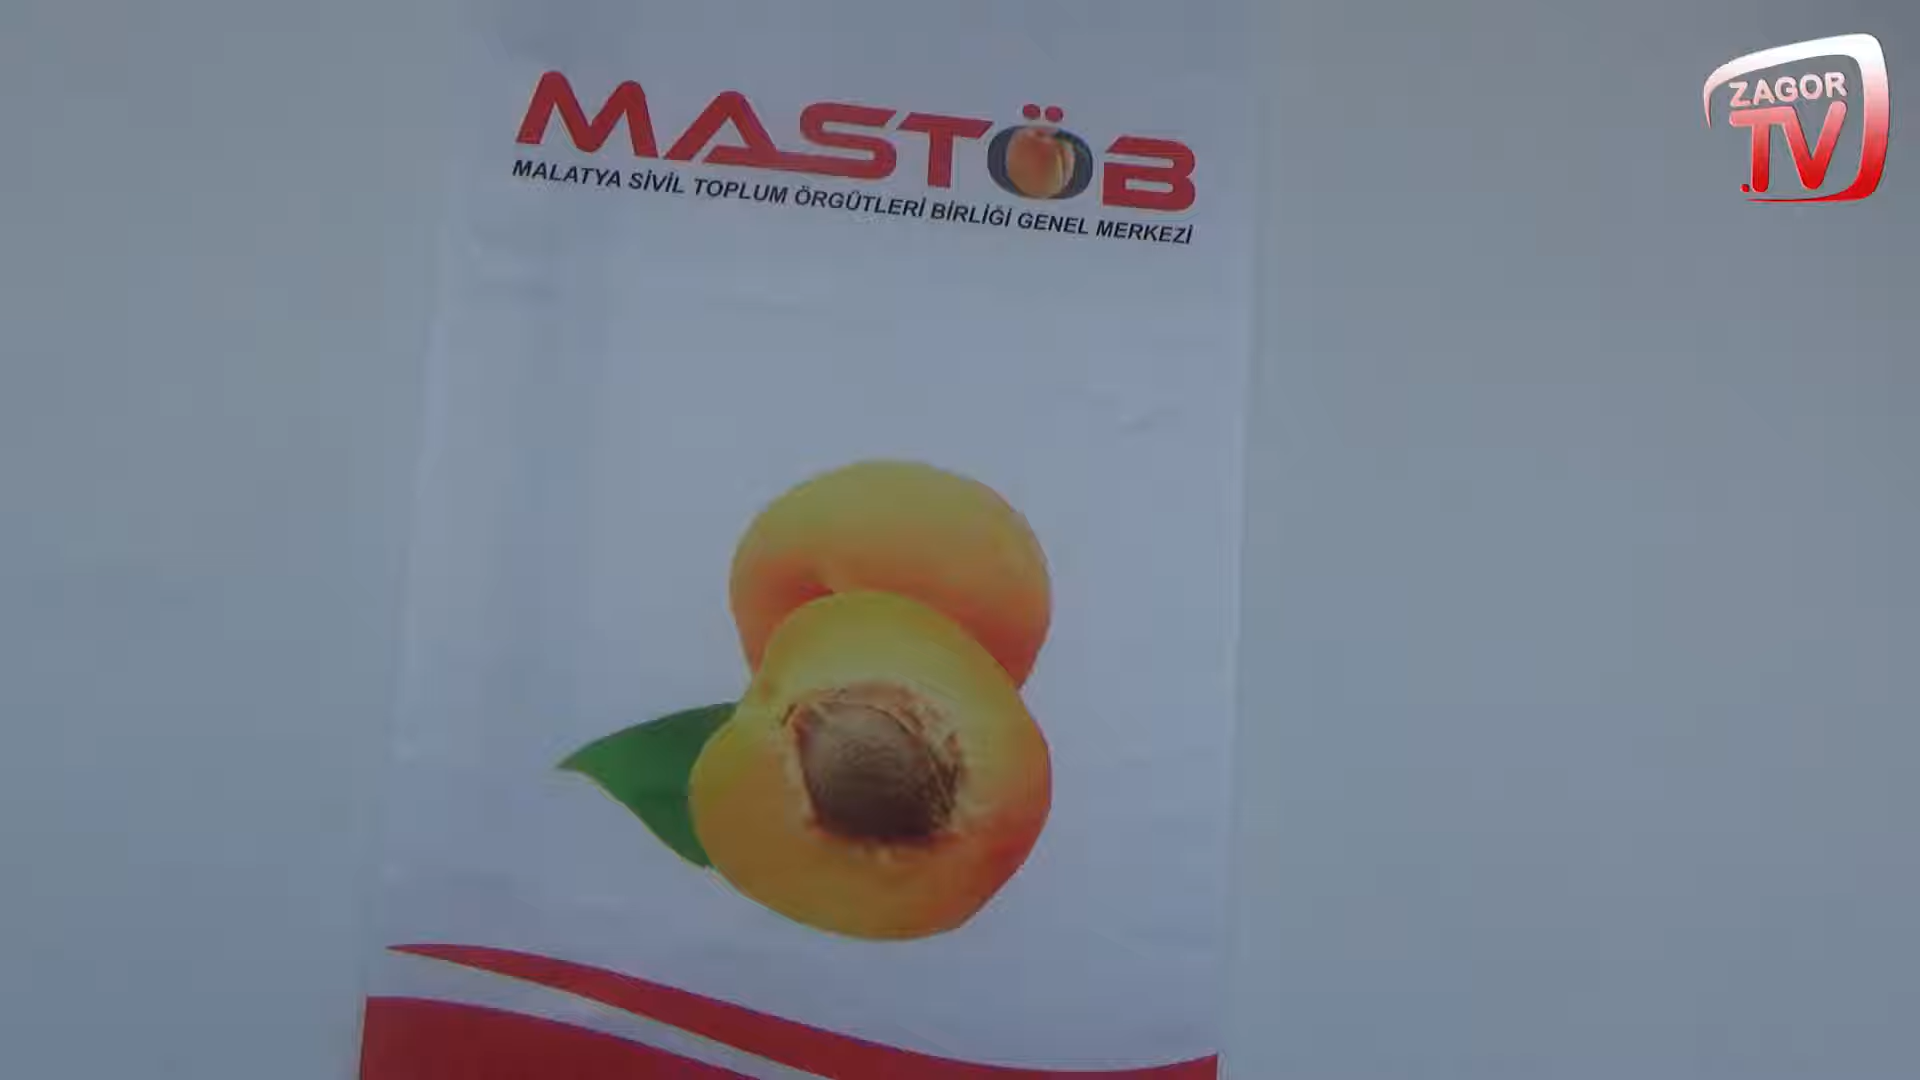 MASTÖB
MALATYA SİVİL TOPLUM ÖRGÜTLERİ BİRLİĞİ GENEL MERKEZİ
ZAGOR
.TV